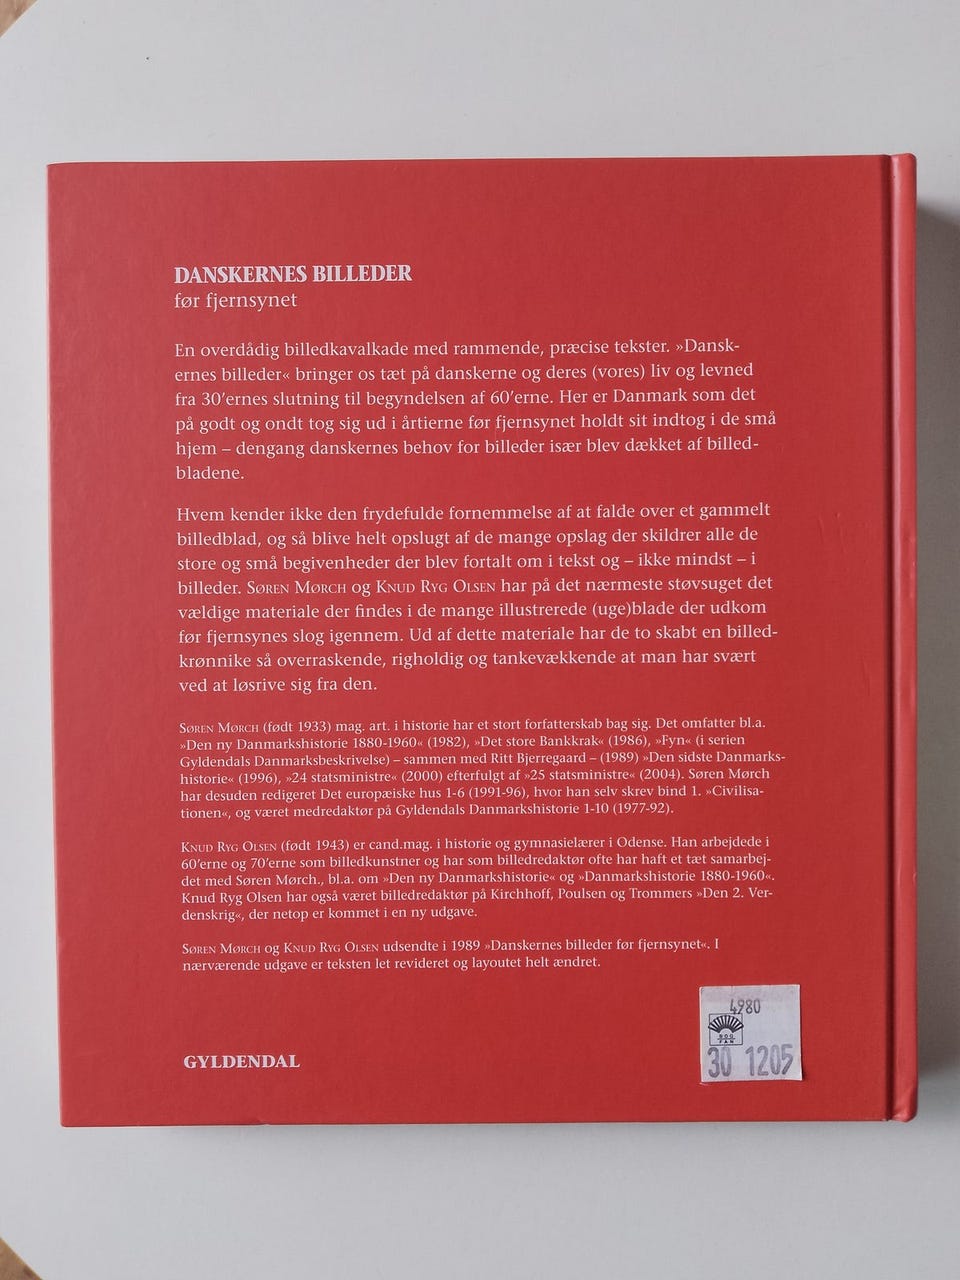 DANSKERNES BILLEDER
før fjernsynet
En overdådig billedkavalkade med rammende, præcise tekster. »Dansk-
ernes billeder« bringer os tæt på danskerne og deres (vores) liv og levned
fra 30'ernes slutning til begyndelsen af 60'erne. Her er Danmark som det
på godt og ondt tog sig ud i årtierne før fjernsynet holdt sit indtog i de små
hjem – dengang danskernes behov for billeder især blev dækket af billed-
bladene.
Hvem kender ikke den frydefulde fornemmelse af at falde over et gammelt
billedblad, og så blive helt opslugt af de mange opslag der skildrer alle de
store og små begivenheder der blev fortalt om i tekst og – ikke mindst – i
billeder. SØREN MØRCH og KNUD RYG OLSEN har på det nærmeste støvsuget det
vældige materiale der findes i de mange illustrerede (uge)blade der udkom
før fjernsynes slog igennem. Ud af dette materiale har de to skabt en billed-
krønnike så overraskende, righoldig og tankevækkende at man har svært
ved at løsrive sig fra den.
SØREN MØRCH (født 1933) mag. art. i historie har et stort forfatterskab bag sig. Det omfatter bl.a.
»Den ny Danmarkshistorie 1880-1960« (1982), »Det store Bankkrak« (1986), »Fyn« (i serien
Gyldendals Danmarksbeskrivelse) – sammen med Ritt Bjerregaard – (1989) »Den sidste Danmarks-
historie« (1996), »24 statsministre« (2000) efterfulgt af »25 statsministre« (2004). Søren Mørch
har desuden redigeret Det europæiske hus 1-6 (1991-96), hvor han selv skrev bind 1. »Civilisa-
tionen«, og været medredaktør på Gyldendals Danmarkshistorie 1-10 (1977-92).
KNUD RYG OLSEN (født 1943) er cand.mag. i historie og gymnasielærer i Odense. Han arbejdede i
60'erne og 70'erne som billedkunstner og har som billedredaktør ofte har haft et tæt samarbej-
det med Søren Mørch., bl.a. om »Den ny Danmarkshistorie« og »Danmarkshistorie 1880-1960«.
Knud Ryg Olsen har også været billedredaktør på Kirchhoff, Poulsen og Trommers »Den 2. Ver-
denskrig«, der netop er kommet i en ny udgave.
SØREN MØRCH og KNUD RYG OLSEN udsendte i 1989 »Danskernes billeder før fjernsynet«. I
nærværende udgave er teksten let revideret og layoutet helt ændret.
GYLDENDAL
4980
BOG
FAN
30 1205